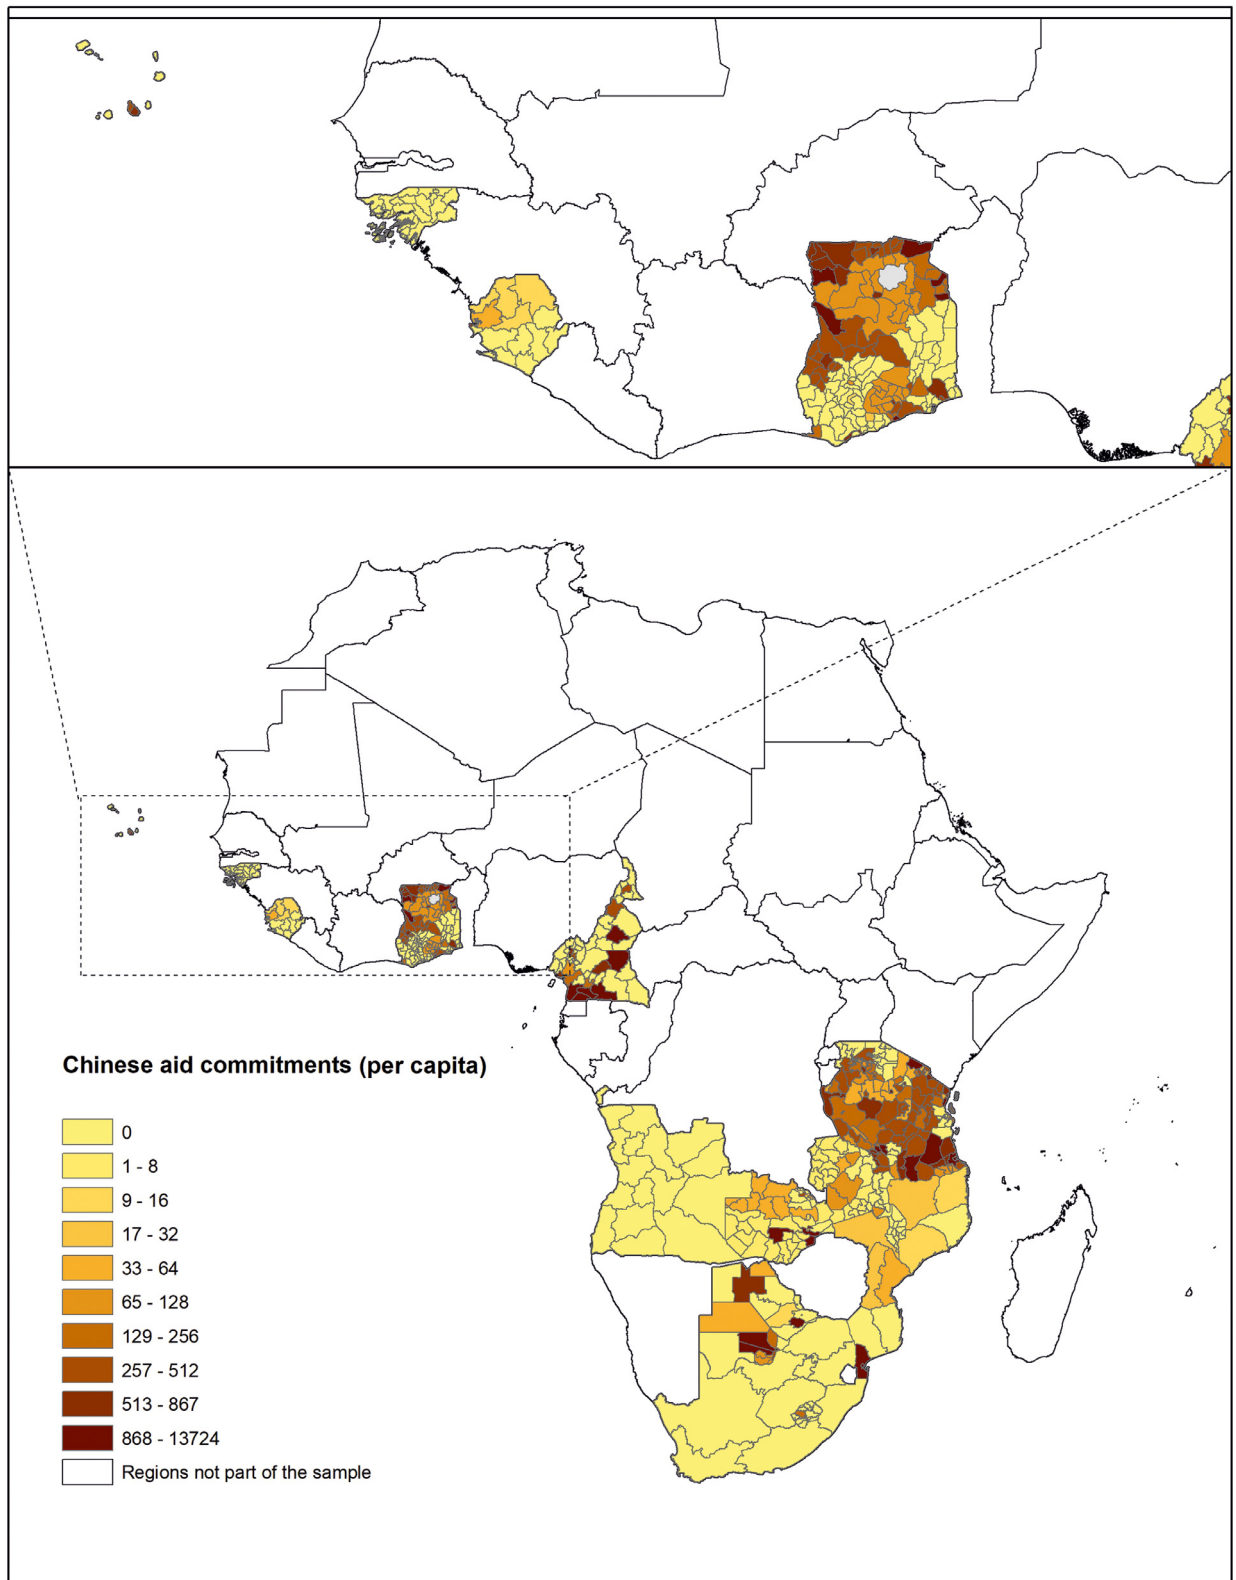 Chinese aid commitments (per capita)
0
1 - 8
9 - 16
17 - 32
33 - 64
65 - 128
129 - 256
257 - 512
513 - 867
868 - 13724
Regions not part of the sample